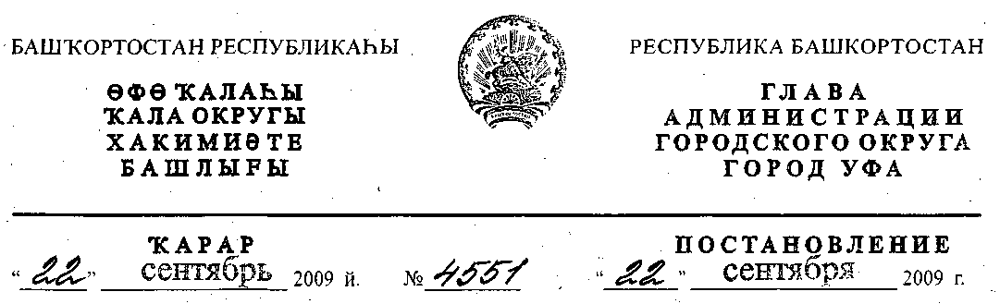 БАШҠОРТОСТАН РЕСПУБЛИКАҺЫ
ӨФӨ ҠАЛАҺЫ
ҠАЛА ОКРУГЫ
ХАКИМИӘТЕ
БАШЛЫҒЫ
РЕСПУБЛИКА БАШКОРТОСТАН
ГЛАВА
АДМИНИСТРАЦИИ
ГОРОДСКОГО ОКРУГА
ГОРОД УФА
ҠАРАР
"22" сентябрь 2009 й.
№ 4551
ПОСТАНОВЛЕНИЕ
"22" сентября 2009 г.